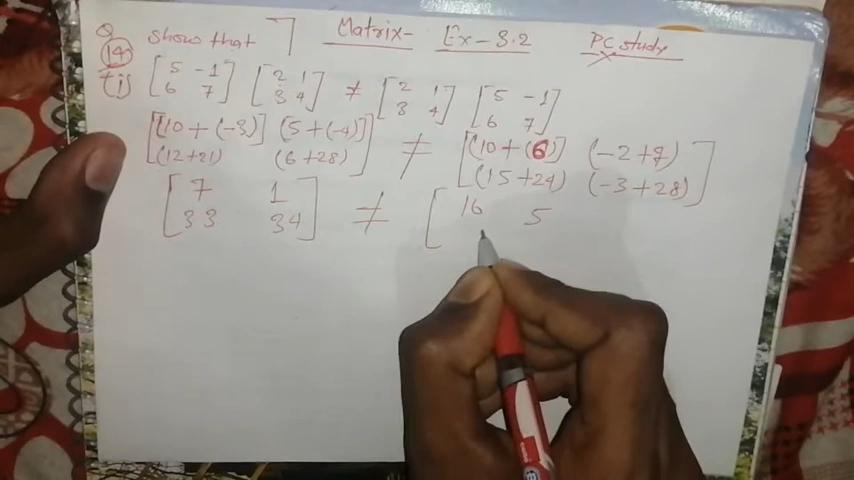 Q Show that Matrix- Ex-3.2 PC study
14
(i) [5 -1 6 7] [2 1 3 4] ≠ [2 1 3 4] [5 -1 6 7]
[[10+(-3)] (5+(-4)]] ≠ [(10+(6)] (-2+7)
(12+21) (6+28)] (15+24) (-3+28)]
[7 1 ≠ [16 5
33 34]